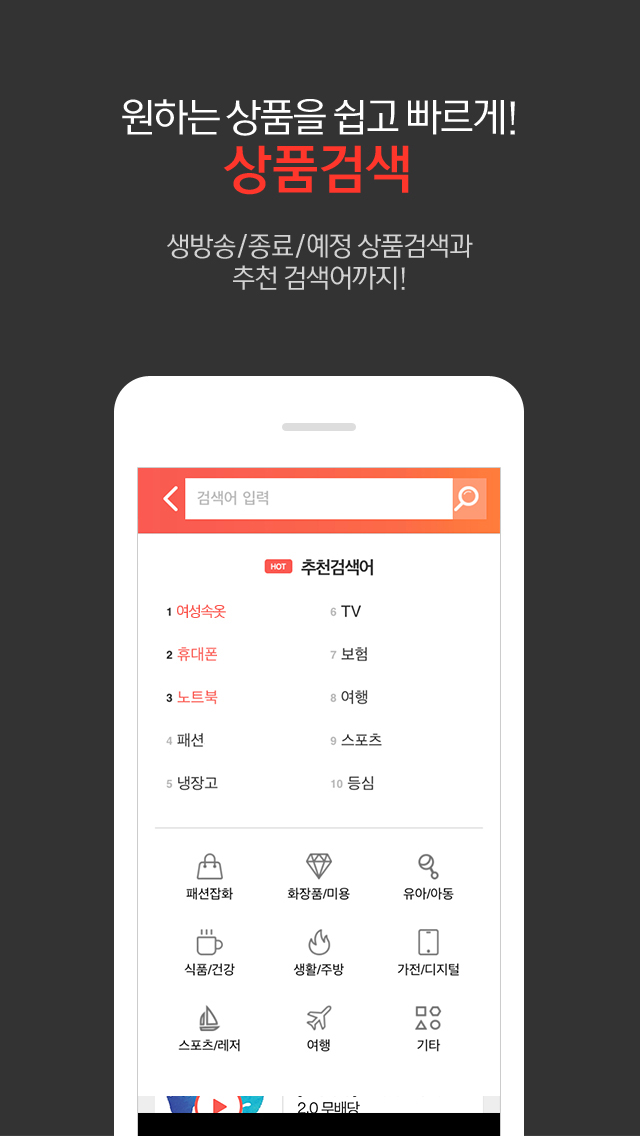 원하는 상품을 쉽고 빠르게!
상품검색
생방송/종료/예정 상품검색과
추천 검색어까지!
검색어 입력
HOT 추천검색어
1 여성속옷
2 휴대폰
3 노트북
4 패션
5 냉장고
6 TV
7 보험
8 여행
9 스포츠
10 등심
패션잡화 화장품/미용 유아/아동
식품/건강 생활/주방 가전/디지털
스포츠/레저 여행 기타
2.0 무배당